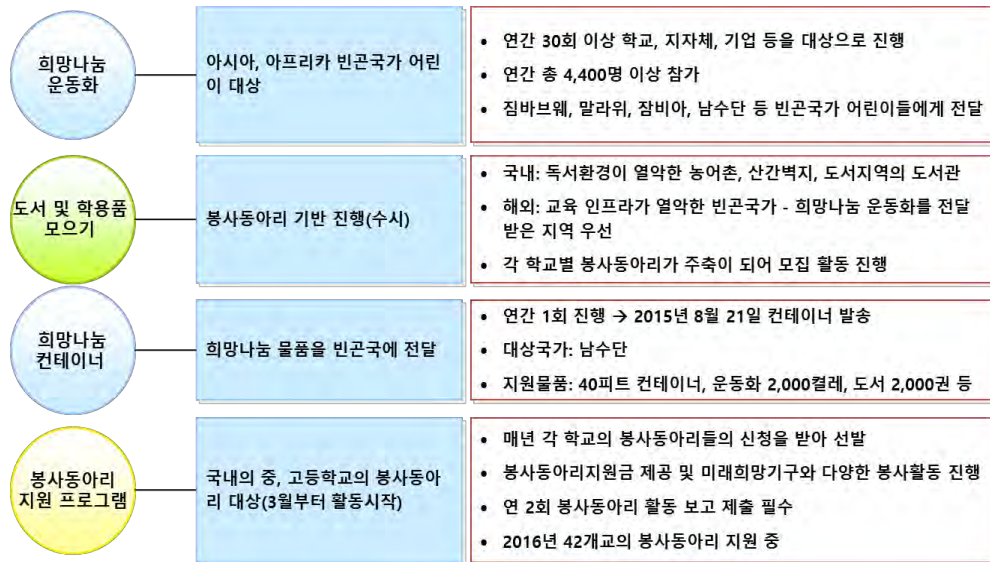 희망나눔
운동화
아시아, 아프리카 빈곤국가 어린
이 대상
• 연간 30회 이상 학교, 지자체, 기업 등을 대상으로 진행
• 연간 총 4,400명 이상 참가
• 짐바브웨, 말라위, 잠비아, 남수단 등 빈곤국가 어린이들에게 전달
도서 및 학용품
모으기
봉사동아리 기반 진행(수시)
• 국내: 독서환경이 열악한 농어촌, 산간벽지, 도서지역의 도서관
• 해외: 교육 인프라가 열악한 빈곤국가 - 희망나눔 운동화를 전달
받은 지역 우선
• 각 학교별 봉사동아리가 주축이 되어 모집 활동 진행
희망나눔
컨테이너
희망나눔 물품을 빈곤국에 전달
• 연간 1회 진행 → 2015년 8월 21일 컨테이너 발송
• 대상국가: 남수단
• 지원물품: 40피트 컨테이너, 운동화 2,000켤레, 도서 2,000권 등
봉사동아리
지원 프로그램
국내의 중, 고등학교의 봉사동아
리 대상(3월부터 활동시작)
• 매년 각 학교의 봉사동아리들의 신청을 받아 선발
• 봉사동아리지원금 제공 및 미래희망기구와 다양한 봉사활동 진행
• 연 2회 봉사동아리 활동 보고 제출 필수
• 2016년 42개교의 봉사동아리 지원 중